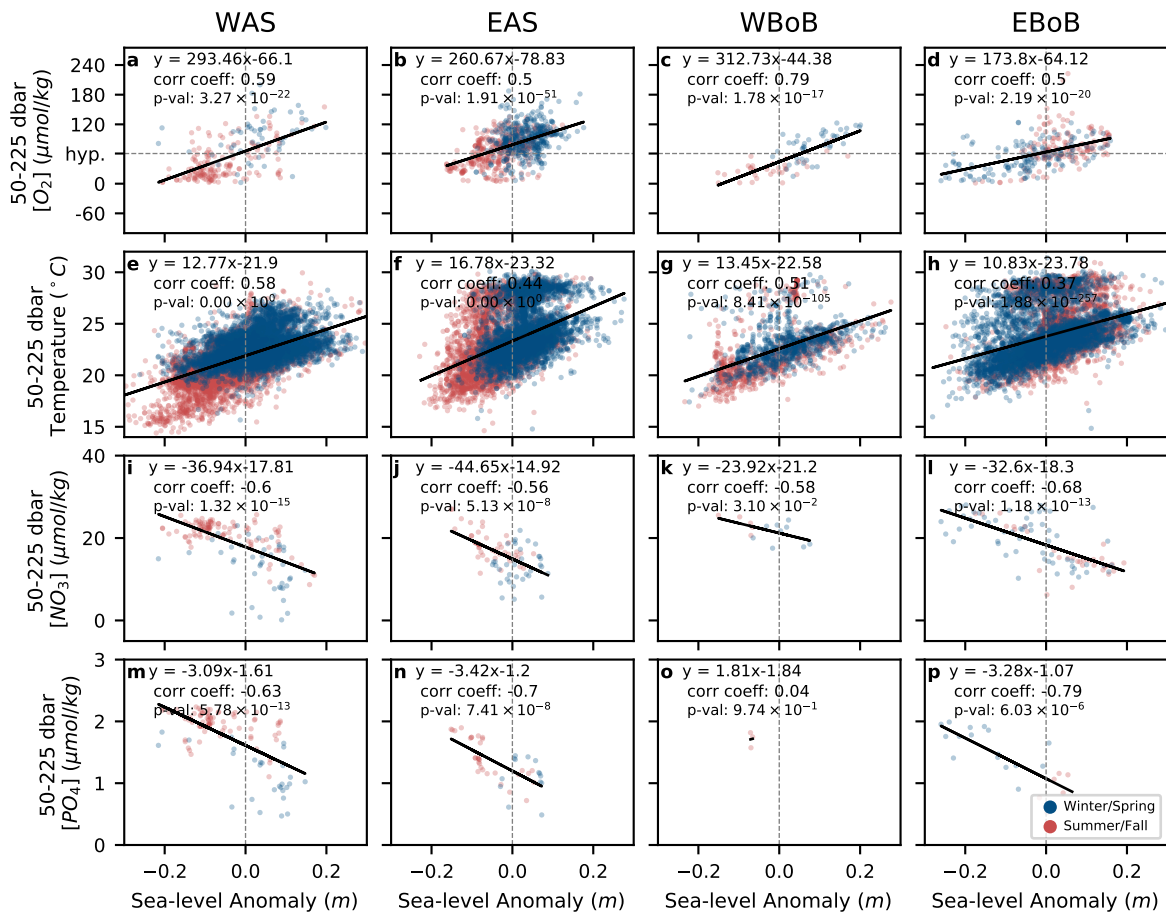 WAS EAS WBoB EBoB
50-225 dbar
[O2] (μmol/kg)
240
180
120
hyp.
0
-60
a y = 293.46x-66.1
corr coeff: 0.59
p-val: 3.27 × 10^−22
b y = 260.67x-78.83
corr coeff: 0.5
p-val: 1.91 × 10^−51
c y = 312.73x-44.38
corr coeff: 0.79
p-val: 1.78 × 10^−17
d y = 173.8x-64.12
corr coeff: 0.5
p-val: 2.19 × 10^−20
50-225 dbar
Temperature (°C)
30
25
20
15
e y = 12.77x-21.9
corr coeff: 0.58
p-val: 0.00 × 10^0
f y = 16.78x-23.32
corr coeff: 0.44
p-val: 0.00 × 10^0
g y = 13.45x-22.58
corr coeff: 0.51
p-val: 8.41 × 10^−105
h y = 10.83x-23.78
corr coeff: 0.37
p-val: 1.88 × 10^−257
50-225 dbar
[NO3] (μmol/kg)
40
20
0
i y = -36.94x-17.81
corr coeff: -0.6
p-val: 1.32 × 10^−15
j y = -44.65x-14.92
corr coeff: -0.56
p-val: 5.13 × 10^−8
k y = -23.92x-21.2
corr coeff: -0.58
p-val: 3.10 × 10^−2
l y = -32.6x-18.3
corr coeff: -0.68
p-val: 1.18 × 10^−13
50-225 dbar
[PO4] (μmol/kg)
3
2
1
0
m y = -3.09x-1.61
corr coeff: -0.63
p-val: 5.78 × 10^−13
n y = -3.42x-1.2
corr coeff: -0.7
p-val: 7.41 × 10^−8
o y = 1.81x-1.84
corr coeff: 0.04
p-val: 9.74 × 10^−1
p y = -3.28x-1.07
corr coeff: -0.79
p-val: 6.03 × 10^−6
Winter/Spring
Summer/Fall
−0.2 0.0 0.2 −0.2 0.0 0.2 −0.2 0.0 0.2 −0.2 0.0 0.2
Sea-level Anomaly (m) Sea-level Anomaly (m) Sea-level Anomaly (m) Sea-level Anomaly (m)